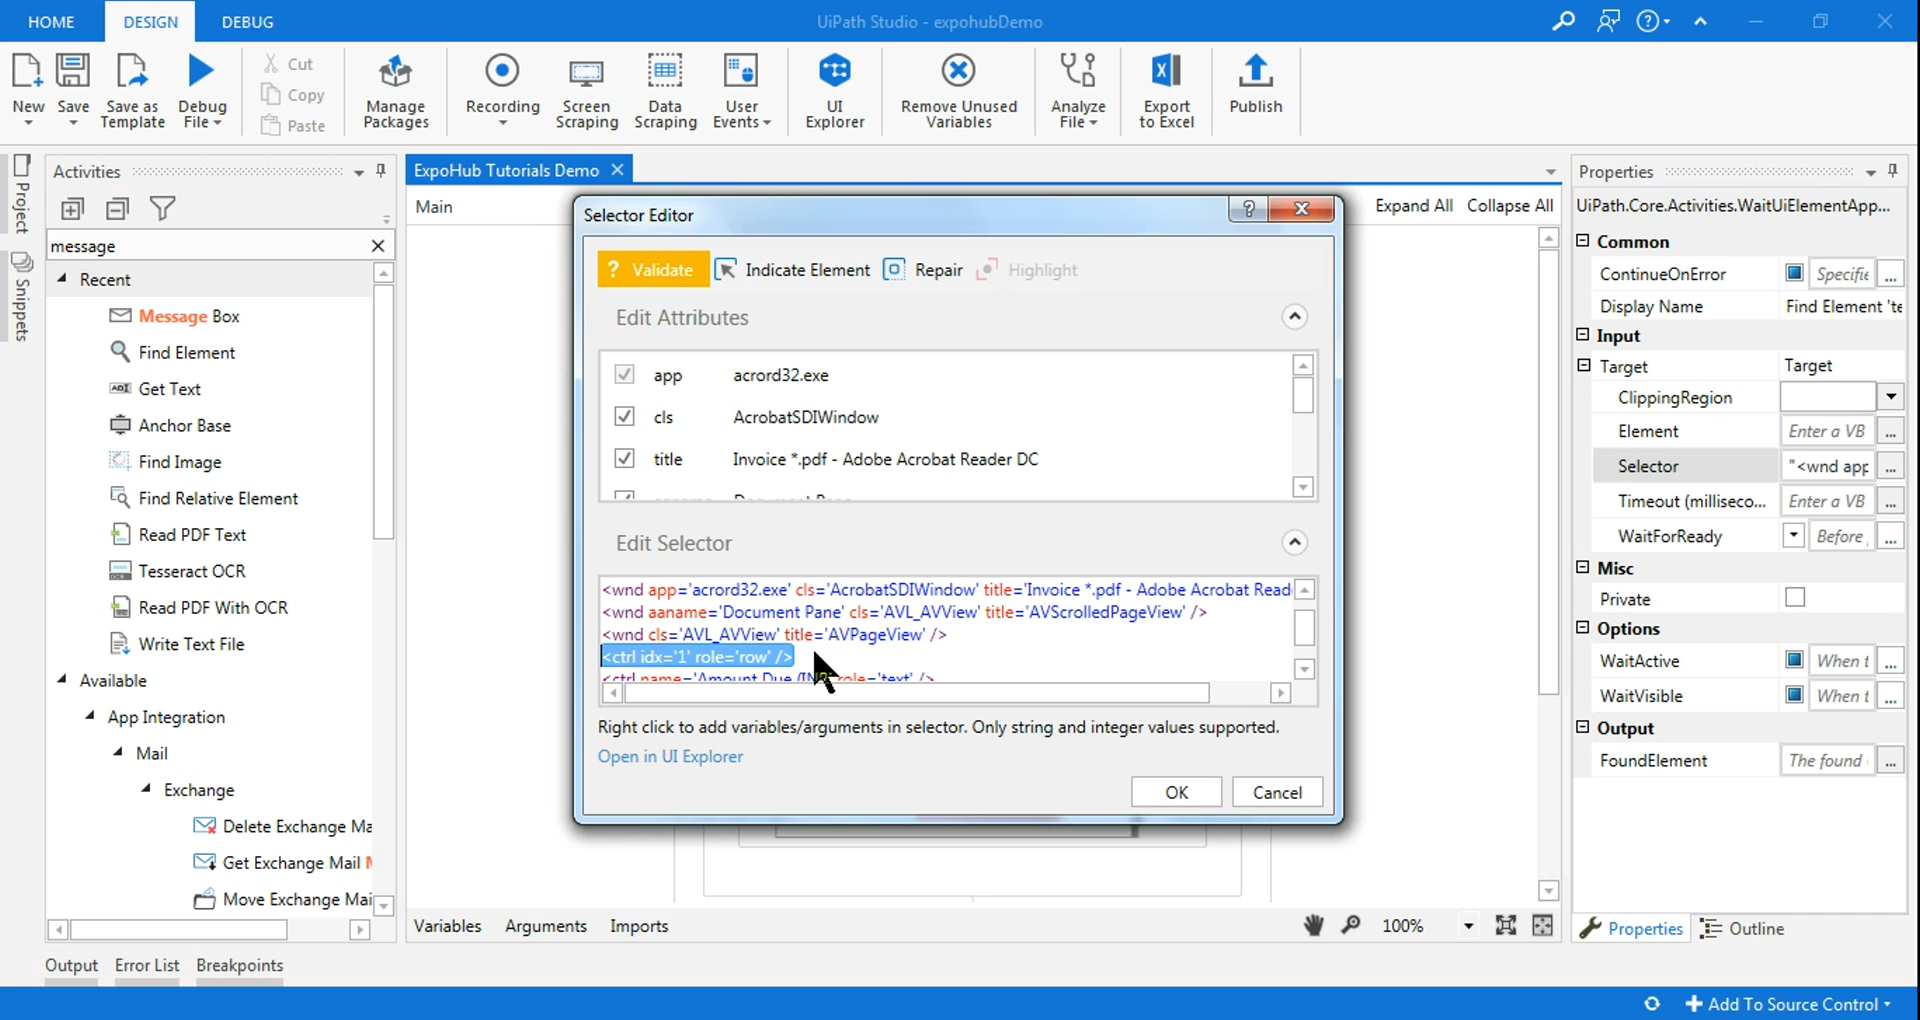 HOME DESIGN DEBUG UiPath Studio - expohubDemo
New Save Save as Template Debug File Cut Copy Paste Manage Packages Recording Screen Scraping Data Scraping User Events UI Explorer Remove Unused Variables Analyze File Export to Excel Publish
Project
Snippets
Activities
message
Recent
Message Box
Find Element
Get Text
Anchor Base
Find Image
Find Relative Element
Read PDF Text
Tesseract OCR
Read PDF With OCR
Write Text File
Available
App Integration
Mail
Exchange
Delete Exchange Ma
Get Exchange Mail
Move Exchange Mai
ExpoHub Tutorials Demo
Main Expand All Collapse All
Selector Editor
? Validate Indicate Element Repair Highlight
Edit Attributes
app acrord32.exe
cls AcrobatSDIWindow
title Invoice *.pdf - Adobe Acrobat Reader DC
Edit Selector
<wnd app='acrord32.exe' cls='AcrobatSDIWindow' title='Invoice *.pdf - Adobe Acrobat Read
<wnd aaname='Document Pane' cls='AVL_AVView' title='AVScrolledPageView' />
<wnd cls='AVL_AVView' title='AVPageView' />
<ctrl idx='1' role='row' />
<ctrl name='Amount Due role='text' />
Right click to add variables/arguments in selector. Only string and integer values supported.
Open in UI Explorer
OK Cancel
Variables Arguments Imports 100%
Properties
UiPath.Core.Activities.WaitUiElementApp...
Common
ContinueOnError Specifie ...
Display Name Find Element 'te
Input
Target Target
ClippingRegion
Element Enter a VB ...
Selector "<wnd app ...
Timeout (milliseco... Enter a VB ...
WaitForReady Before ...
Misc
Private
Options
WaitActive When t ...
WaitVisible When t ...
Output
FoundElement The found ...
Properties Outline
Output Error List Breakpoints
Add To Source Control